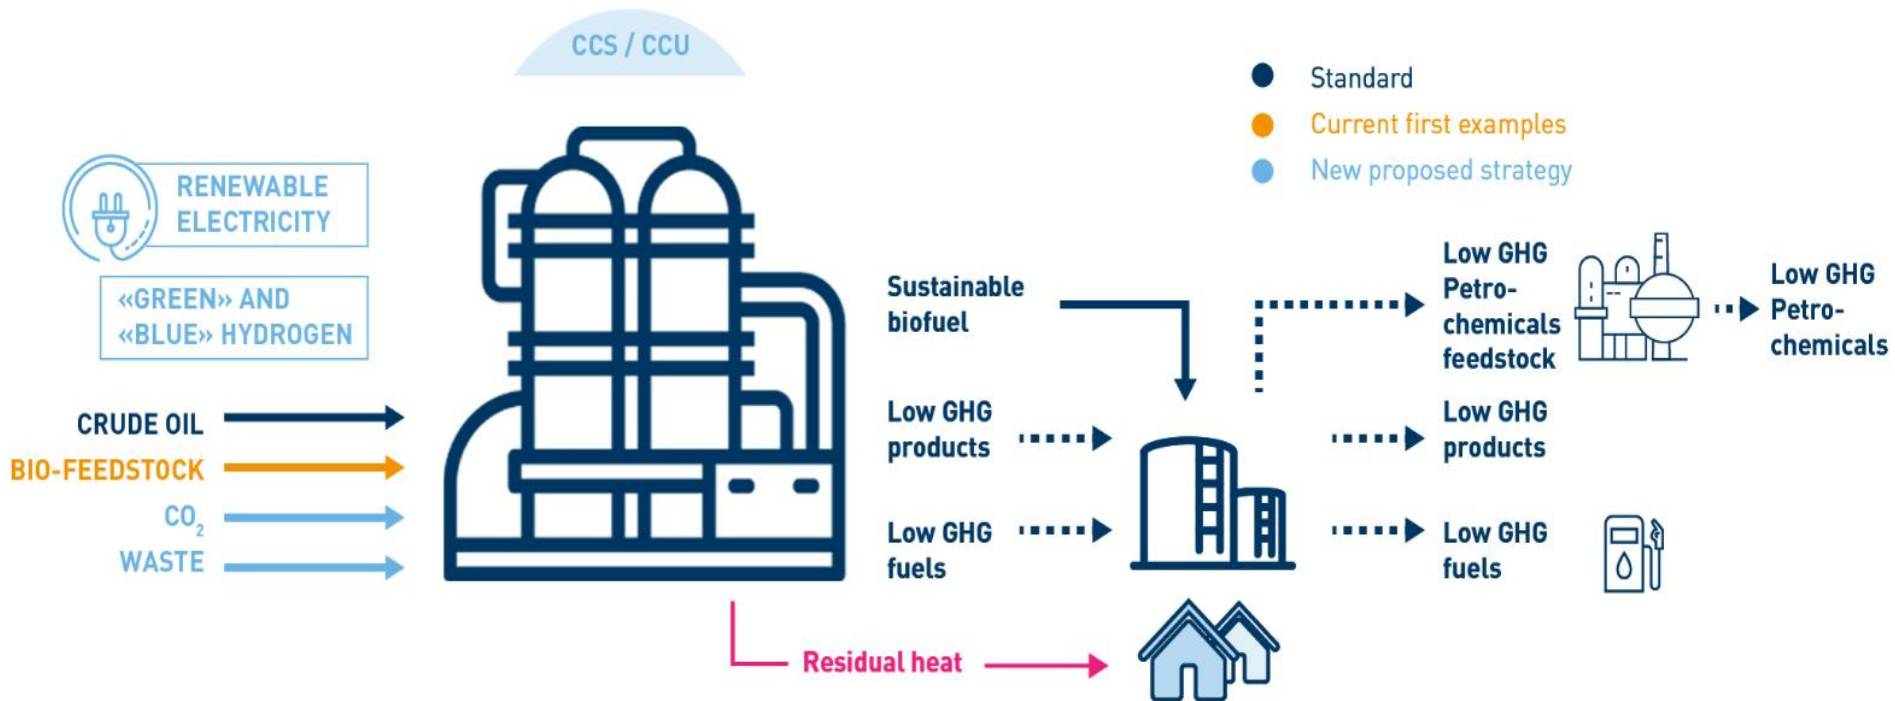 CCS / CCU
Standard
Current first examples
New proposed strategy
RENEWABLE
ELECTRICITY
«GREEN» AND
«BLUE» HYDROGEN
CRUDE OIL
BIO-FEEDSTOCK
CO₂
WASTE
Sustainable
biofuel
Low GHG
products
Low GHG
fuels
Residual heat
Low GHG
Petro-
chemicals
feedstock
Low GHG
Petro-
chemicals
Low GHG
products
Low GHG
fuels